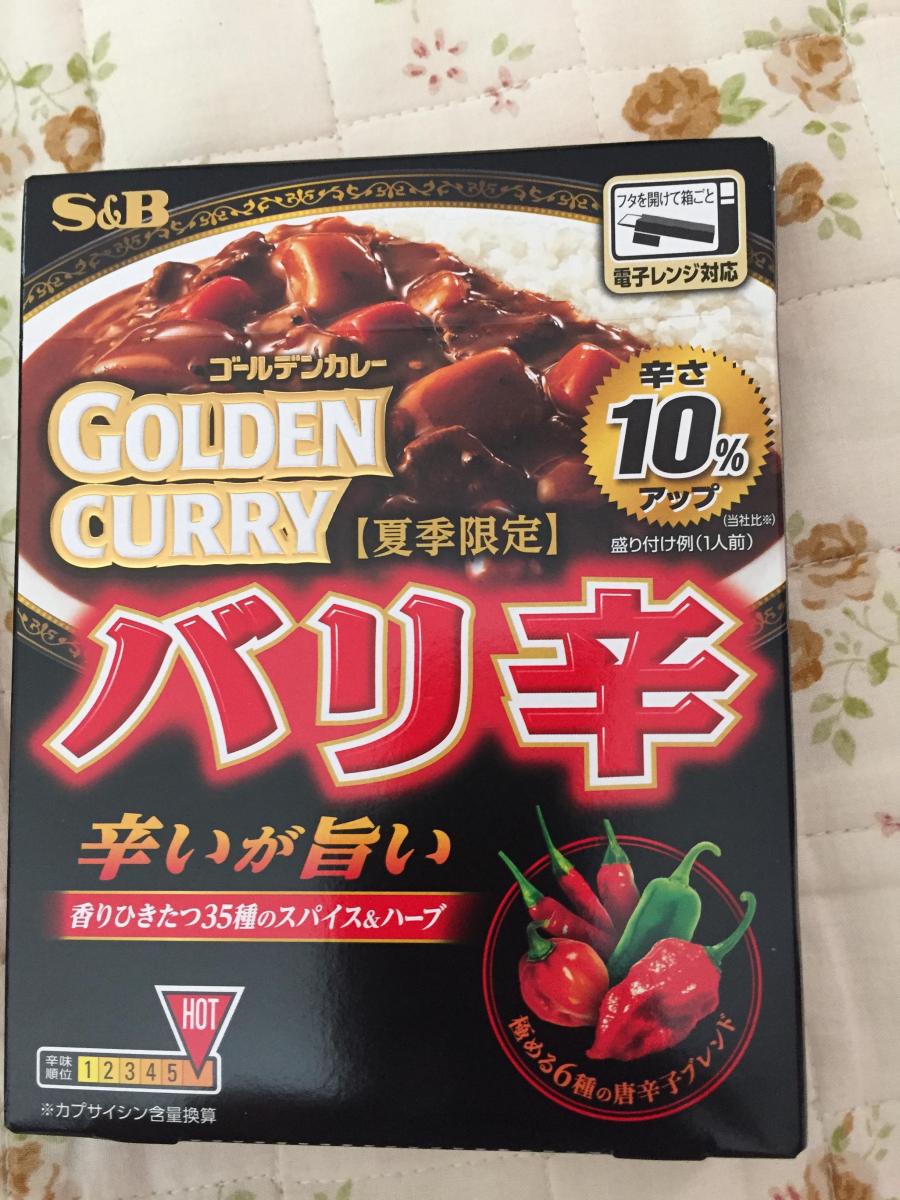 S&B
フタを開けて箱ごと
電子レンジ対応
ゴールデンカレー
GOLDEN
CURRY
辛さ
10%
アップ
(当社比※)
【夏季限定】
盛り付け例(1人前)
バリ辛
辛いが旨い
香りひきたつ35種のスパイス&ハーブ
極める6種の唐辛子ブレンド
HOT
辛味
順位
1 2 3 4 5
※カプサイシン含量換算